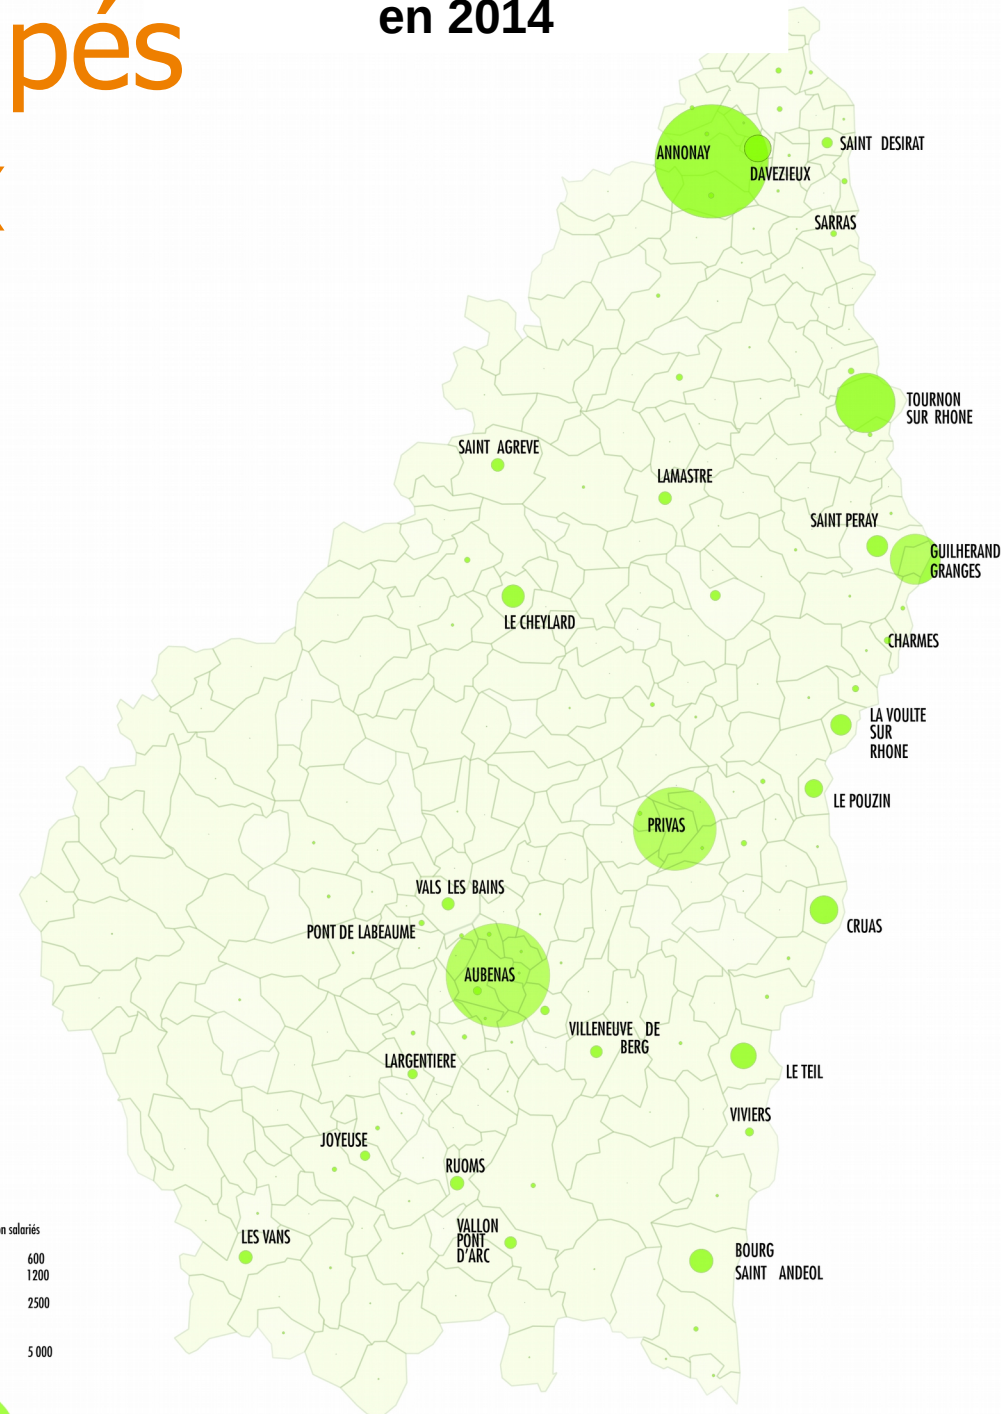 en 2014
pés
ANNONAY
DAVEZIEUX
SAINT DESIRAT
SARRAS
TOURNON
SUR RHONE
SAINT AGREVE
LAMASTRE
SAINT PERAY
GUILHERAND
GRANGES
LE CHEYLARD
CHARMES
LA VOULTE
SUR
RHONE
LE POUZIN
PRIVAS
VALS LES BAINS
PONT DE LABEAUME
CRUAS
AUBENAS
VILLENEUVE DE
BERG
LARGENTIERE
LE TEIL
VIVIERS
JOYEUSE
RUOMS
VALLON
PONT
D'ARC
LES VANS
BOURG
SAINT ANDEOL
n salariés
600
1200
2500
5 000